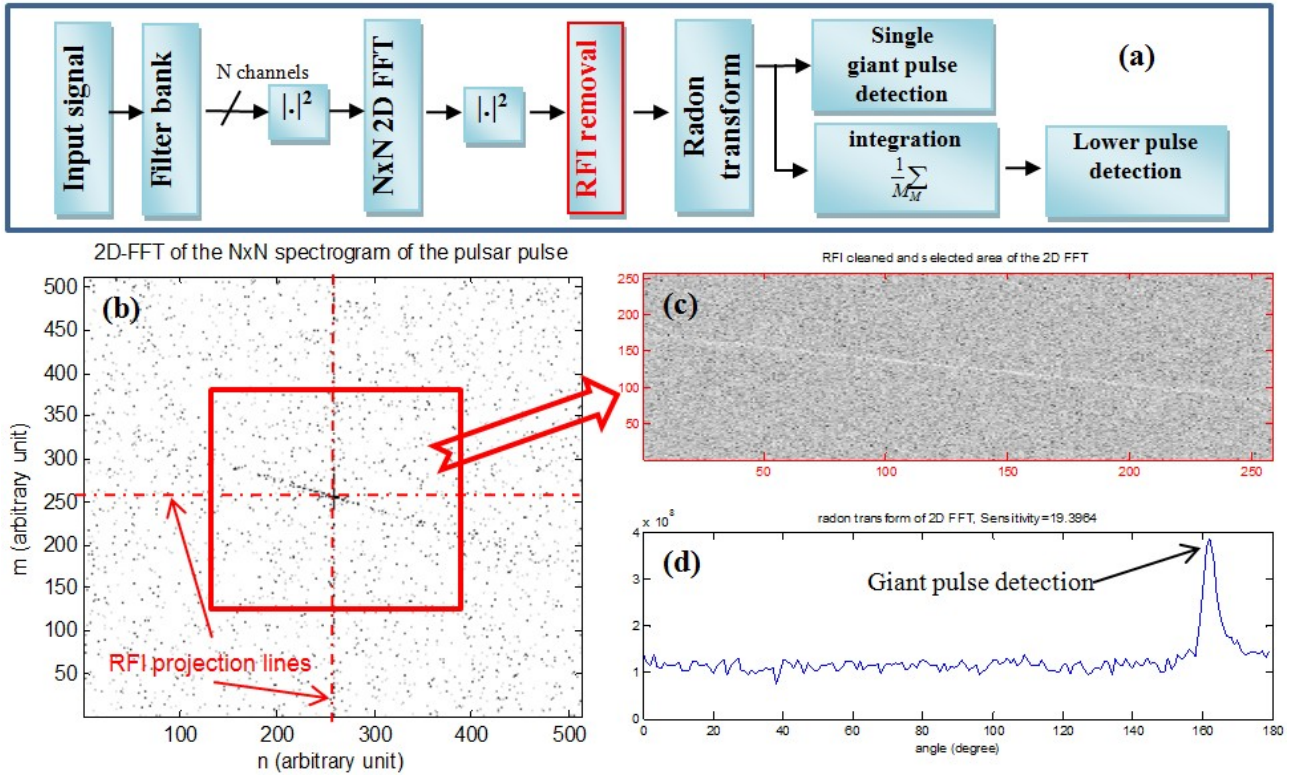 Input signal
Filter bank
N channels
|.|²
NxN 2D FFT
|.|²
RFI removal
Radon
transform
Single
giant pulse
detection
(a)
integration
1/M ∑ M
Lower pulse
detection
2D-FFT of the NxN spectrogram of the pulsar pulse
(b)
500
450
400
350
300
250
200
150
100
50
m (arbitrary unit)
RFI projection lines
100 200 300 400 500
n (arbitrary unit)
RFI cleaned and selected area of the 2D FFT
(c)
250
200
150
100
50
50 100 150 200 250
radon transform of 2D FFT, Sensitivity=19.3964
x 10⁸
(d)
Giant pulse detection
4
3
2
1
0
0 20 40 60 80 100 120 140 160 180
angle (degree)